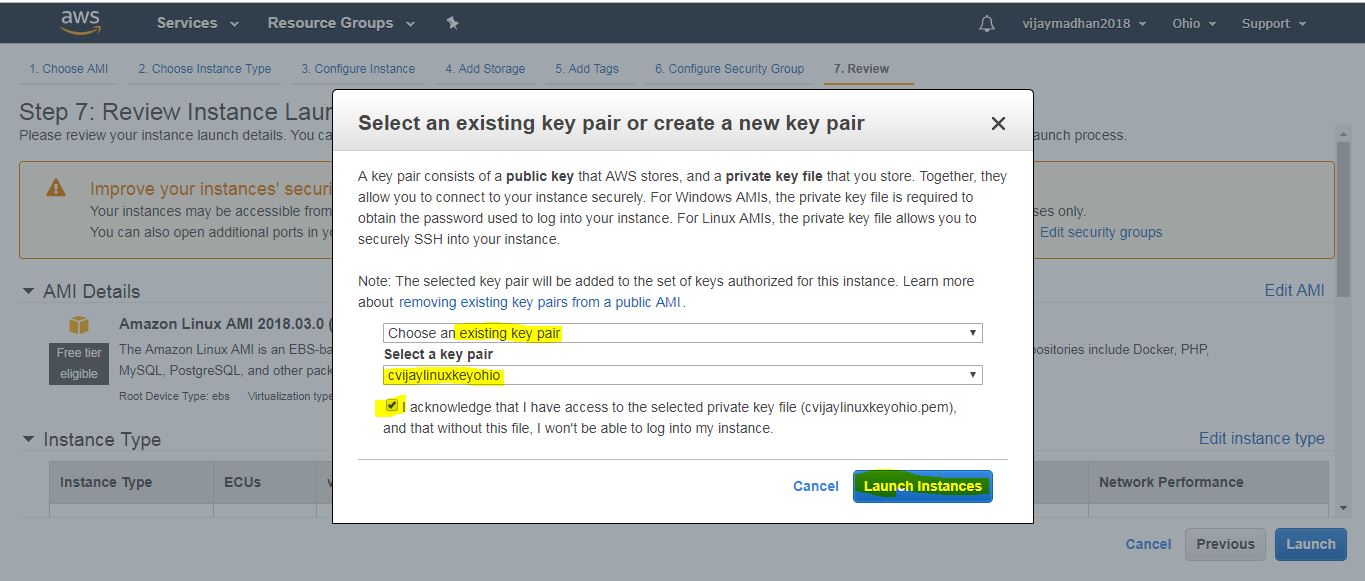 aws Services Resource Groups vijaymadhan2018 Ohio Support
1. Choose AMI 2. Choose Instance Type 3. Configure Instance 4. Add Storage 5. Add Tags 6. Configure Security Group 7. Review
Step 7: Review Instance Laun
Please review your instance launch details. You ca
aunch process.
Improve your instances' securi
Your instances may be accessible from
ses only.
You can also open additional ports in yo
Edit security groups
AMI Details
Edit AMI
Amazon Linux AMI 2018.03.0 (
Free tier
eligible
The Amazon Linux AMI is an EBS-ba
positories include Docker, PHP,
MySQL, PostgreSQL, and other pack
Root Device Type: ebs Virtualization type
Instance Type
Edit instance type
Instance Type ECUs v Network Performance
Select an existing key pair or create a new key pair
A key pair consists of a public key that AWS stores, and a private key file that you store. Together, they
allow you to connect to your instance securely. For Windows AMIs, the private key file is required to
obtain the password used to log into your instance. For Linux AMIs, the private key file allows you to
securely SSH into your instance.
Note: The selected key pair will be added to the set of keys authorized for this instance. Learn more
about removing existing key pairs from a public AMI.
Choose an existing key pair
Select a key pair
cvijaylinuxkeyohio
I acknowledge that I have access to the selected private key file (cvijaylinuxkeyohio.pem),
and that without this file, I won't be able to log into my instance.
Cancel Launch Instances
Cancel Previous Launch